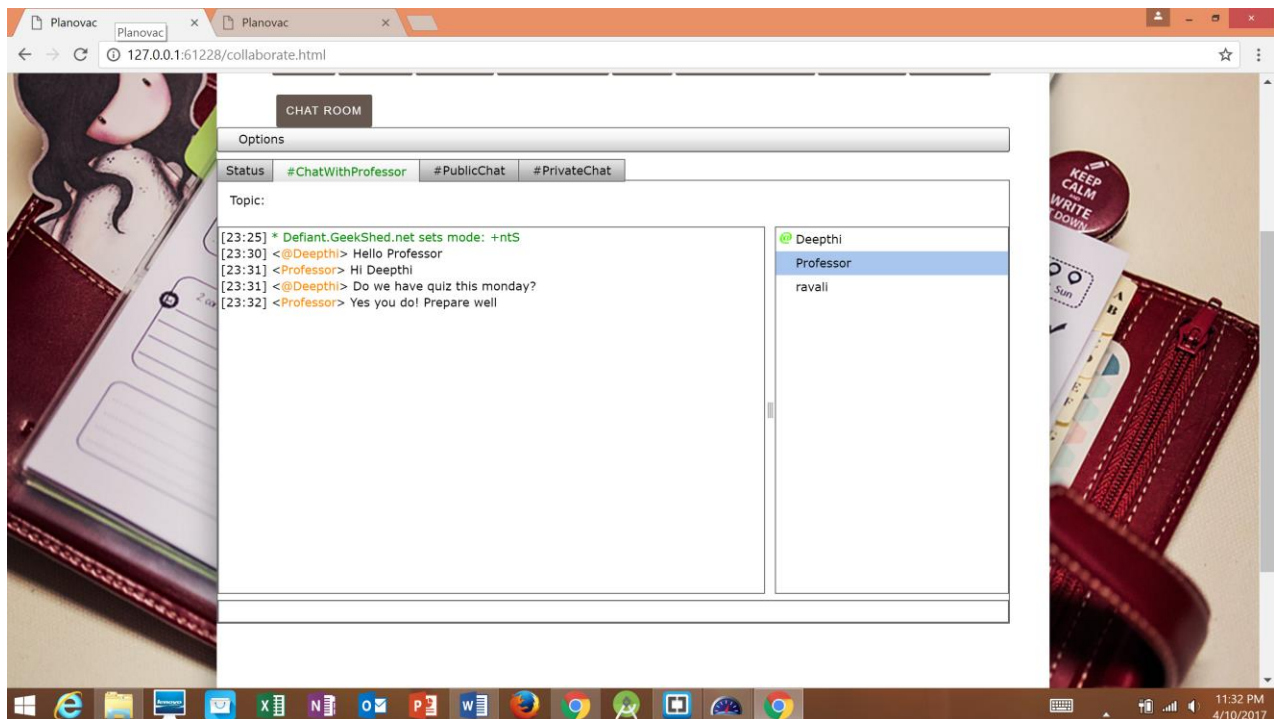 Planovac
Planovac
Planovac
127.0.0.1:61228/collaborate.html
CHAT ROOM
Options
Status
#ChatWithProfessor
#PublicChat
#PrivateChat
Topic:
[23:25] * Defiant.GeekShed.net sets mode: +ntS
[23:30] <@Deepthi> Hello Professor
[23:31] <Professor> Hi Deepthi
[23:31] <@Deepthi> Do we have quiz this monday?
[23:32] <Professor> Yes you do! Prepare well
@ Deepthi
Professor
ravali
KEEP
CALM
AND
WRITE
IT DOWN
Sun
A
B
E
F
G
11:32 PM
4/10/2017